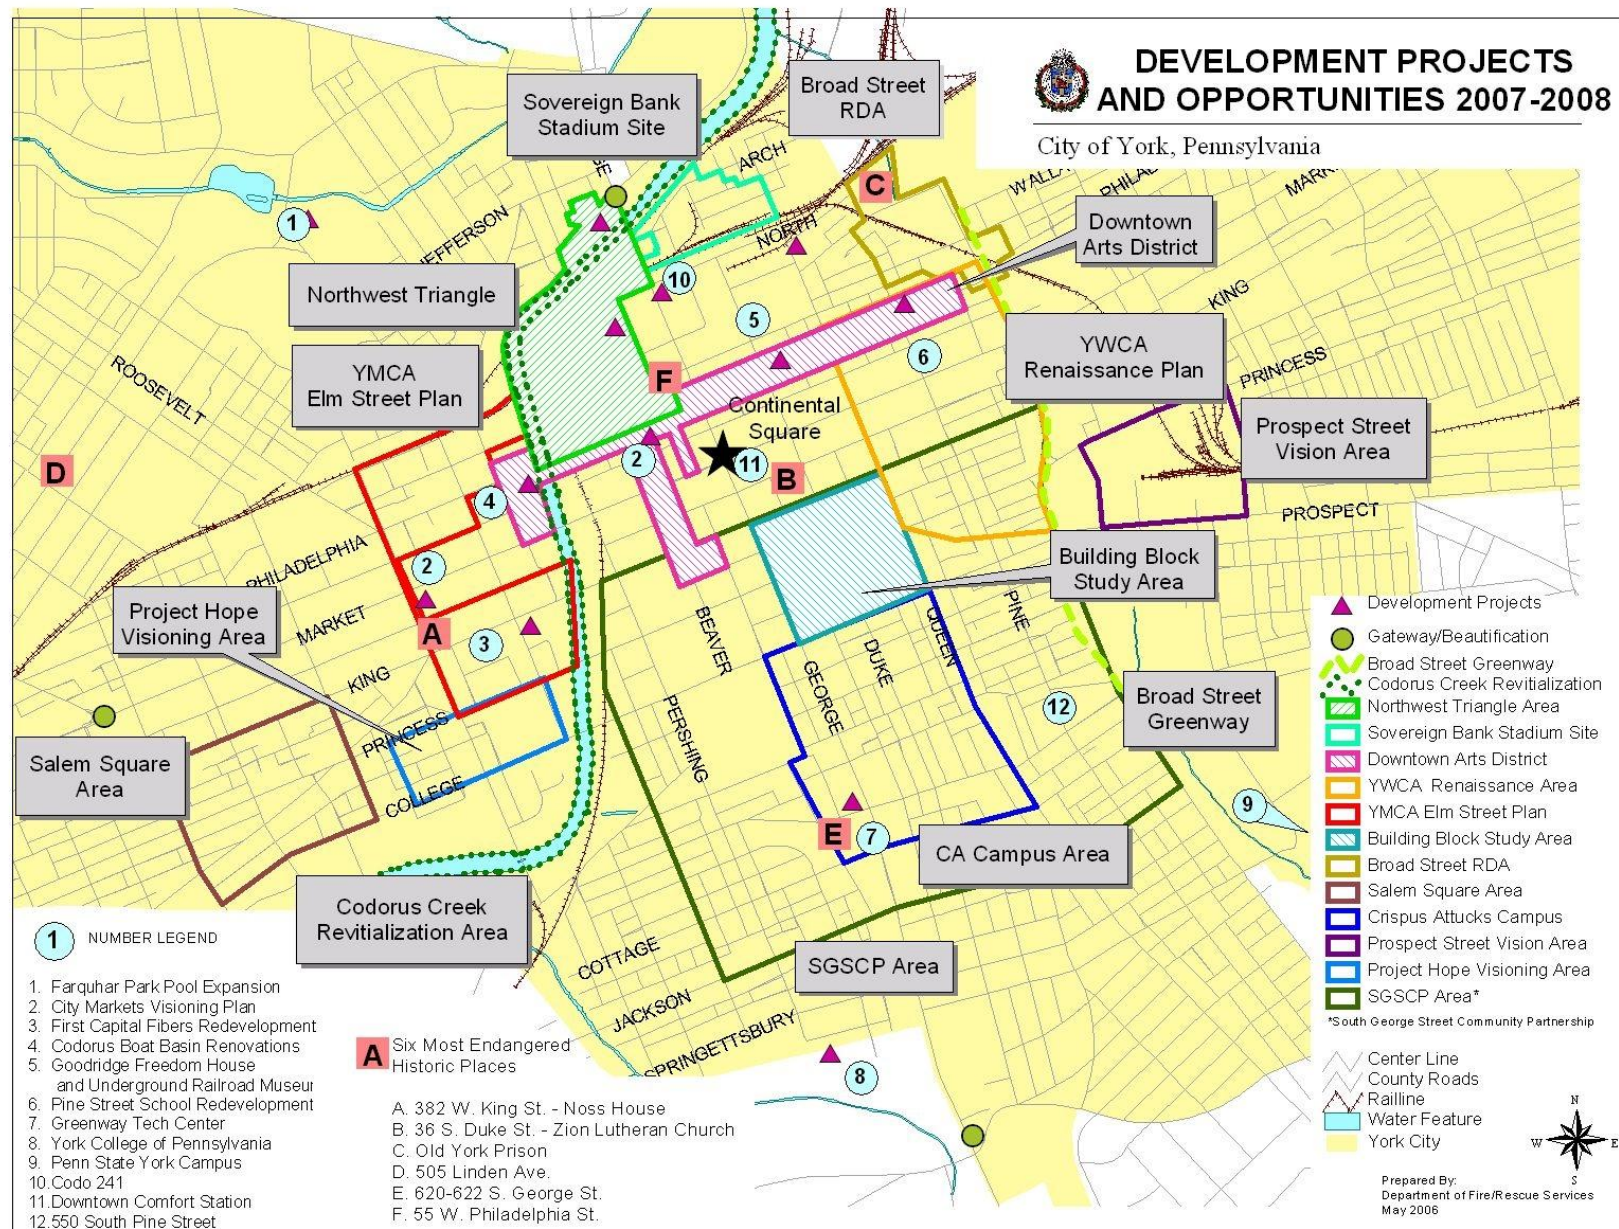 DEVELOPMENT PROJECTS
AND OPPORTUNITIES 2007-2008
City of York, Pennsylvania
Sovereign Bank
Stadium Site
Broad Street
RDA
ARCH
WALLA
PHILAD
MARK
C
Downtown
Arts District
1
JEFFERSON
NORTH
Northwest Triangle
10
KING
5
YMCA
Elm Street Plan
6
YWCA
Renaissance Plan
PRINCESS
ROOSEVELT
F
Continental
Square
Prospect Street
Vision Area
D
2
11
B
4
PROSPECT
PHILADELPHIA
2
Building Block
Study Area
Project Hope
Visioning Area
MARKET
A
3
BEAVER
PINE
QUEEN
DUKE
GEORGE
KING
PRINCESS
PERSHING
12
Broad Street
Greenway
Salem Square
Area
COLLEGE
9
E
7
CA Campus Area
Codorus Creek
Revitialization Area
COTTAGE
SGSCP Area
JACKSON
SPRINGETTSBURY
8
Development Projects
Gateway/Beautification
Broad Street Greenway
Codorus Creek Revitialization
Northwest Triangle Area
Sovereign Bank Stadium Site
Downtown Arts District
YWCA Renaissance Area
YMCA Elm Street Plan
Building Block Study Area
Broad Street RDA
Salem Square Area
Crispus Attucks Campus
Prospect Street Vision Area
Project Hope Visioning Area
SGSCP Area*
*South George Street Community Partnership
Center Line
County Roads
Railline
Water Feature
York City
N
W E
S
Prepared By:
Department of Fire/Rescue Services
May 2006
1 NUMBER LEGEND
1. Farquhar Park Pool Expansion
2. City Markets Visioning Plan
3. First Capital Fibers Redevelopment
4. Codorus Boat Basin Renovations
5. Goodridge Freedom House
and Underground Railroad Museum
6. Pine Street School Redevelopment
7. Greenway Tech Center
8. York College of Pennsylvania
9. Penn State York Campus
10.Codo 241
11.Downtown Comfort Station
12.550 South Pine Street
A Six Most Endangered
Historic Places
A. 382 W. King St. - Noss House
B. 36 S. Duke St. - Zion Lutheran Church
C. Old York Prison
D. 505 Linden Ave.
E. 620-622 S. George St.
F. 55 W. Philadelphia St.